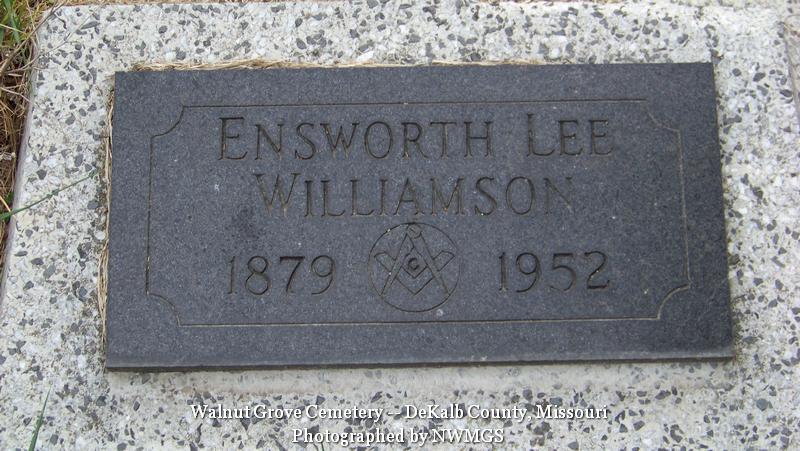 ENSWORTH LEE
WILLIAMSON
1879 G 1952
Walnut Grove Cemetery -- DeKalb County, Missouri
Photographed by NWMGS